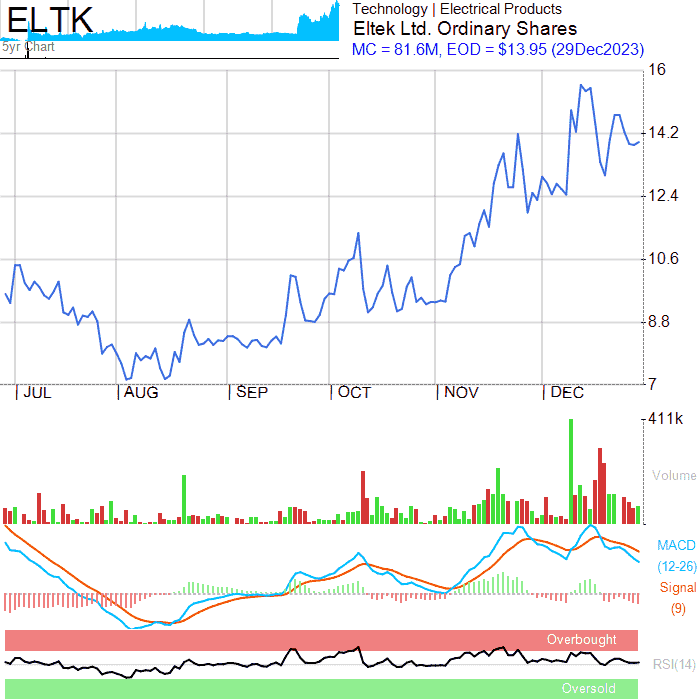 ELTK
5yr Chart
Technology | Electrical Products
Eltek Ltd. Ordinary Shares
MC = 81.6M, EOD = $13.95 (29Dec2023)
16
14.2
12.4
10.6
8.8
7
JUL AUG SEP OCT NOV DEC
411k
Volume
MACD
(12-26)
Signal
(9)
Overbought
RSI(14)
Oversold